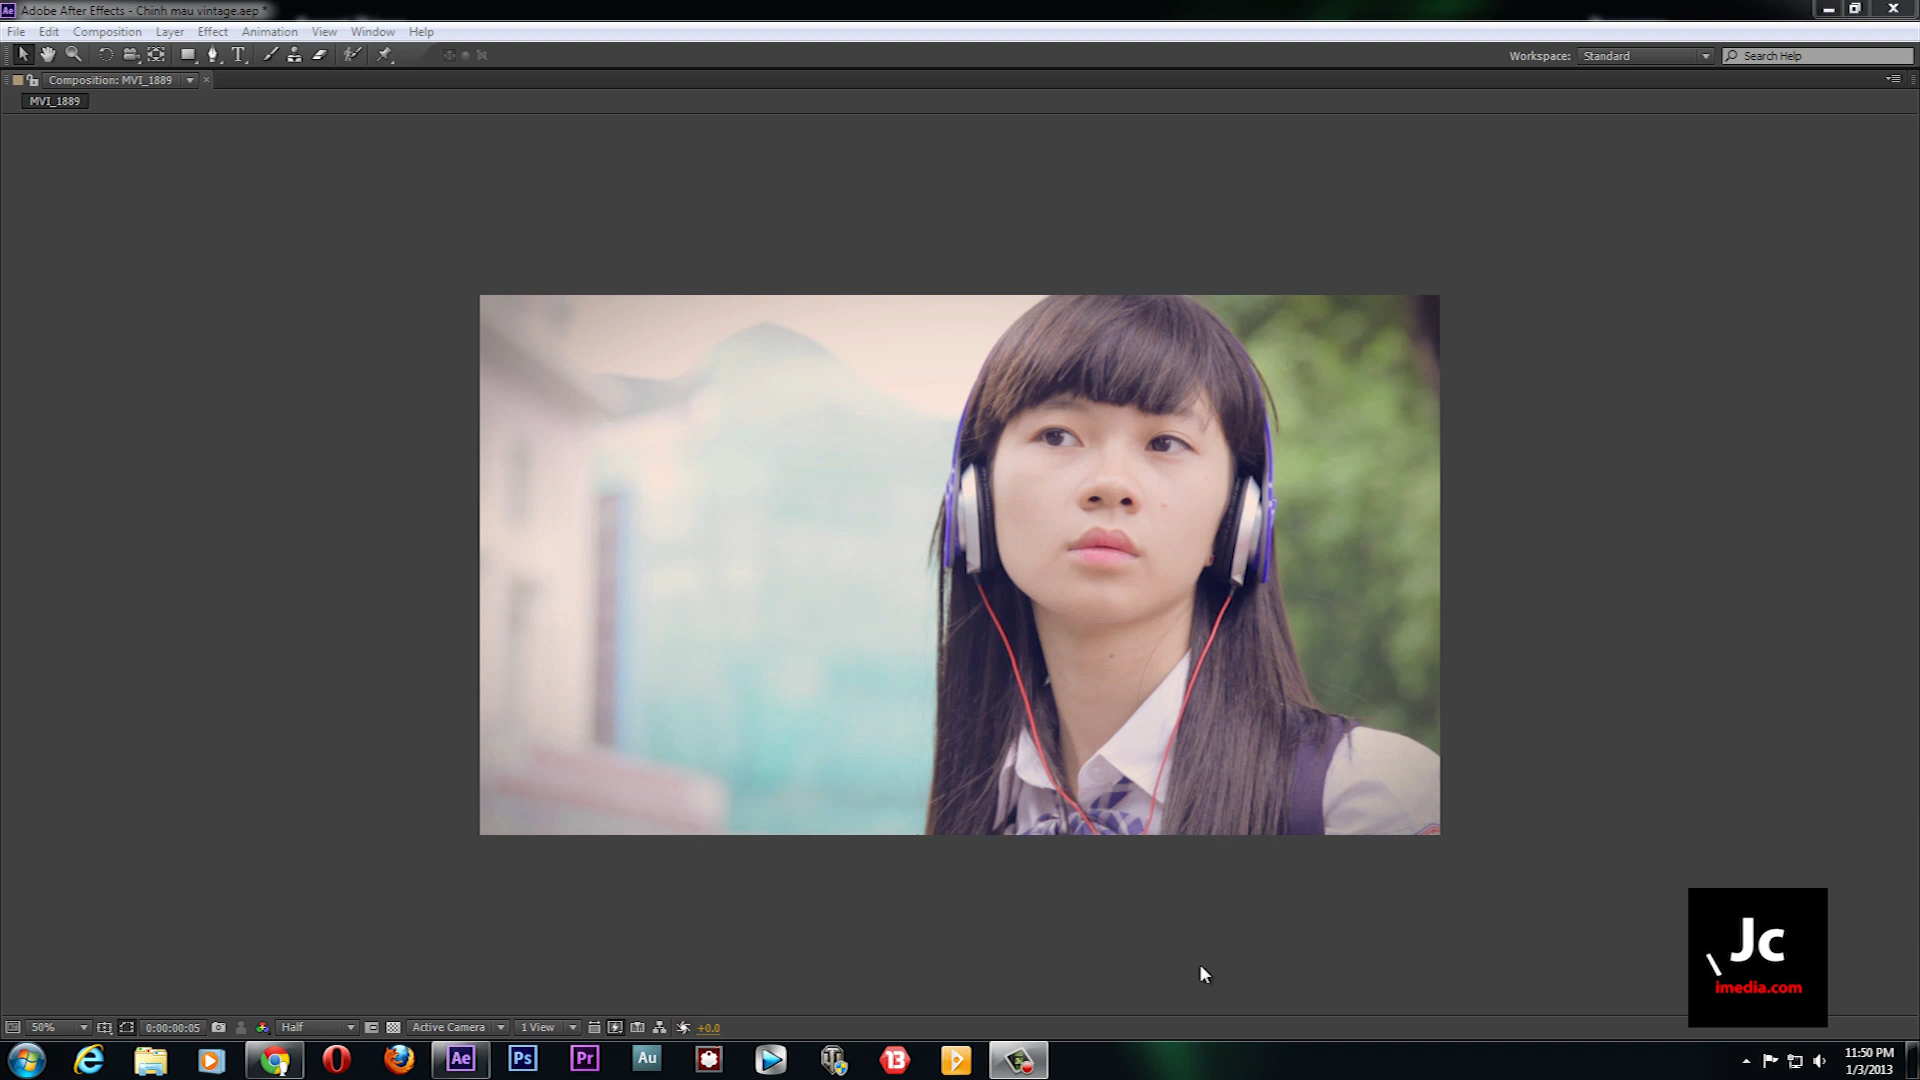 Ae Adobe After Effects - Chinh mau vintage.aep *
File Edit Composition Layer Effect Animation View Window Help
T Workspace: Standard Search Help
Composition: MVI_1889
MVI_1889
Jc
imedia.com
50% 0:00:00:05 Half Active Camera 1 View +0.0
Ae Ps Pr Au 13
11:50 PM
1/3/2013